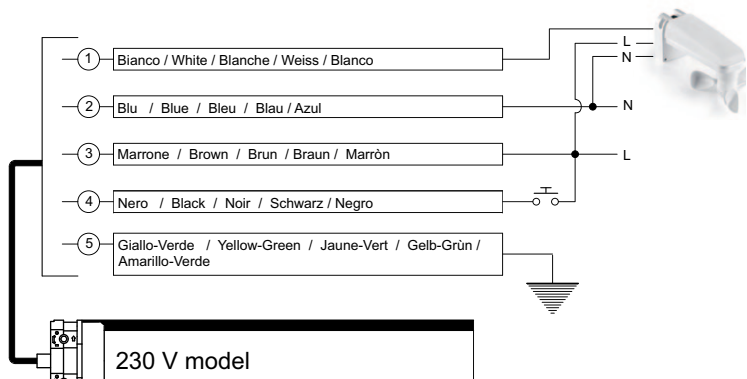 1 Bianco / White / Blanche / Weiss / Blanco
L
N
2 Blu / Blue / Bleu / Blau / Azul
N
3 Marrone / Brown / Brun / Braun / Marròn
L
4 Nero / Black / Noir / Schwarz / Negro
5 Giallo-Verde / Yellow-Green / Jaune-Vert / Gelb-Grùn /
Amarillo-Verde
230 V model